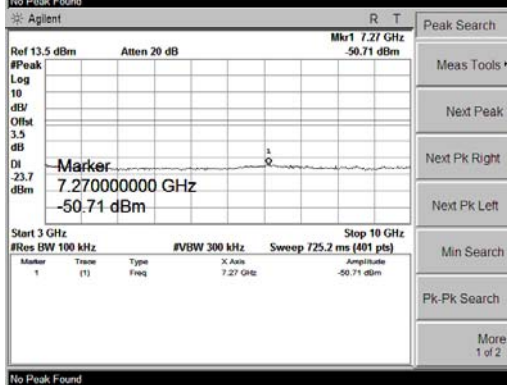 No Peak Found
Agilent R T
Mkr1 7.27 GHz
Ref 13.5 dBm Atten 20 dB -50.71 dBm
#Peak
Log
10
dB/
Offst
3.5
dB
DI
-23.7
dBm
1
Marker
7.270000000 GHz
-50.71 dBm
Start 3 GHz Stop 10 GHz
#Res BW 100 kHz #VBW 300 kHz Sweep 725.2 ms (401 pts)
Marker Trace Type X Axis Amplitude
1 (1) Freq 7.27 GHz -50.71 dBm
Peak Search
Meas Tools
Next Peak
Next Pk Right
Next Pk Left
Min Search
Pk-Pk Search
More
1 of 2
No Peak Found